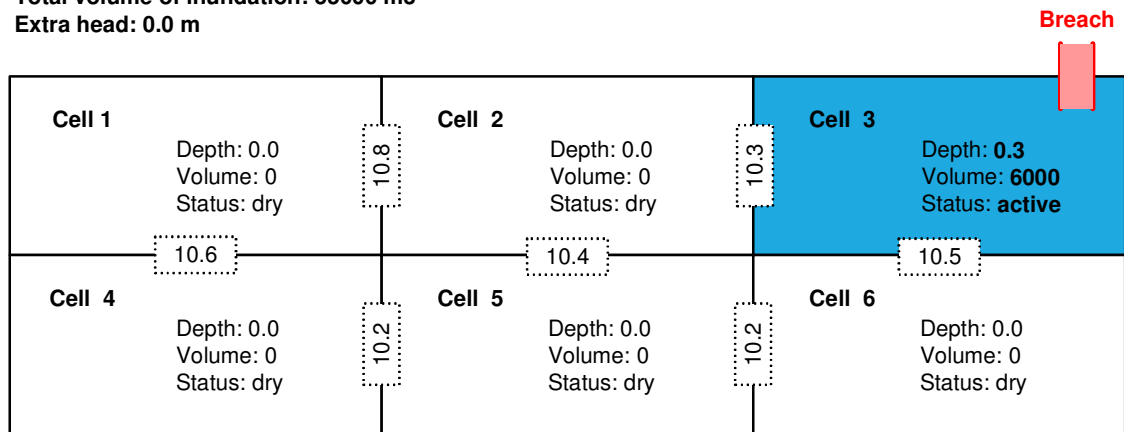 Extra head: 0.0 m
Breach
Cell 1
Depth: 0.0
Volume: 0
Status: dry
10.8
Cell 2
Depth: 0.0
Volume: 0
Status: dry
10.3
Cell 3
Depth: 0.3
Volume: 6000
Status: active
10.6
10.4
10.5
Cell 4
Depth: 0.0
Volume: 0
Status: dry
10.2
Cell 5
Depth: 0.0
Volume: 0
Status: dry
10.2
Cell 6
Depth: 0.0
Volume: 0
Status: dry